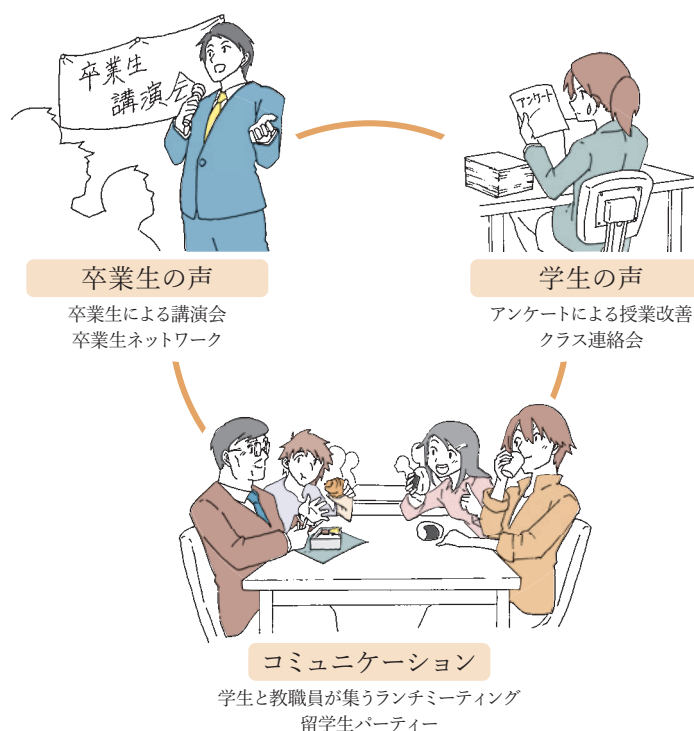 卒業生
講演会
アンケート
卒業生の声
卒業生による講演会
卒業生ネットワーク
学生の声
アンケートによる授業改善
クラス連絡会
コミュニケーション
学生と教職員が集うランチミーティング
留学生パーティー